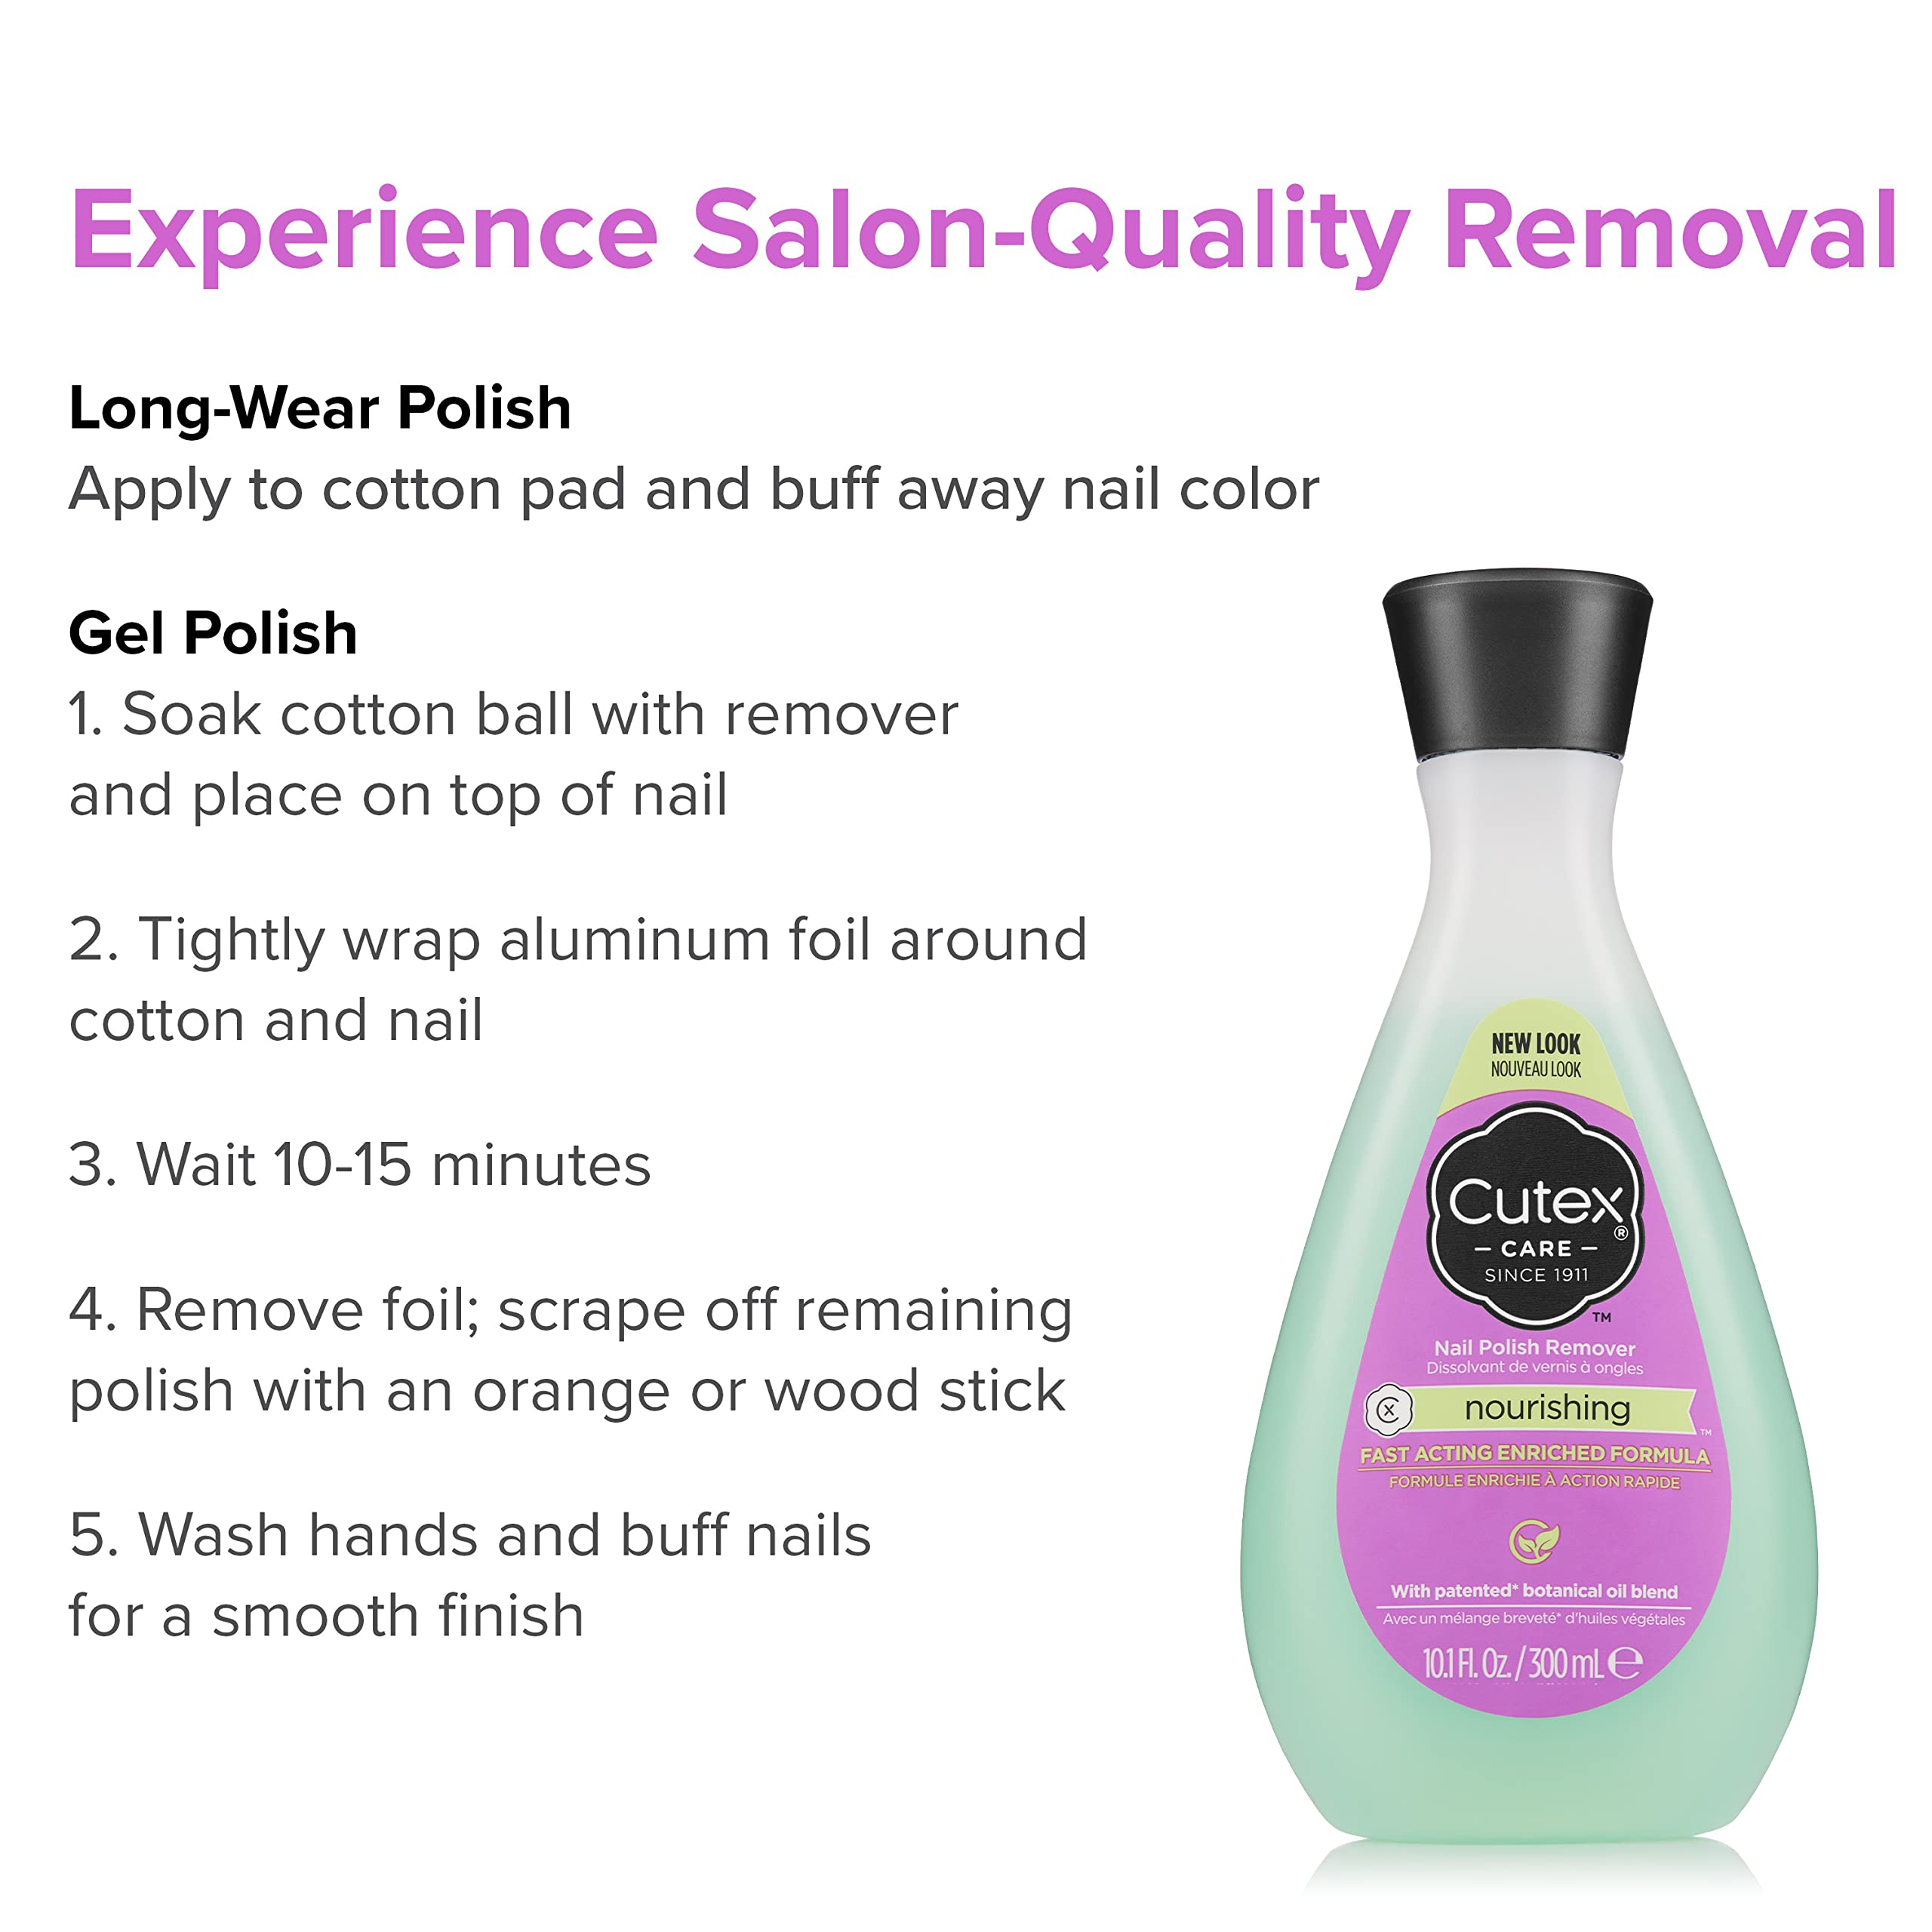 Experience Salon-Quality Removal
Long-Wear Polish
Apply to cotton pad and buff away nail color
Gel Polish
1. Soak cotton ball with remover
and place on top of nail
2. Tightly wrap aluminum foil around
cotton and nail
3. Wait 10-15 minutes
4. Remove foil; scrape off remaining
polish with an orange or wood stick
5. Wash hands and buff nails
for a smooth finish
NEW LOOK
NOUVEAU LOOK
Cutex®
– CARE –
SINCE 1911
™
Nail Polish Remover
Dissolvant de vernis à ongles
Cx nourishing™
FAST ACTING ENRICHED FORMULA
FORMULE ENRICHIE À ACTION RAPIDE
With patented* botanical oil blend
Avec un mélange breveté* d'huiles végétales
10.1 Fl. Oz. / 300 mL ℮